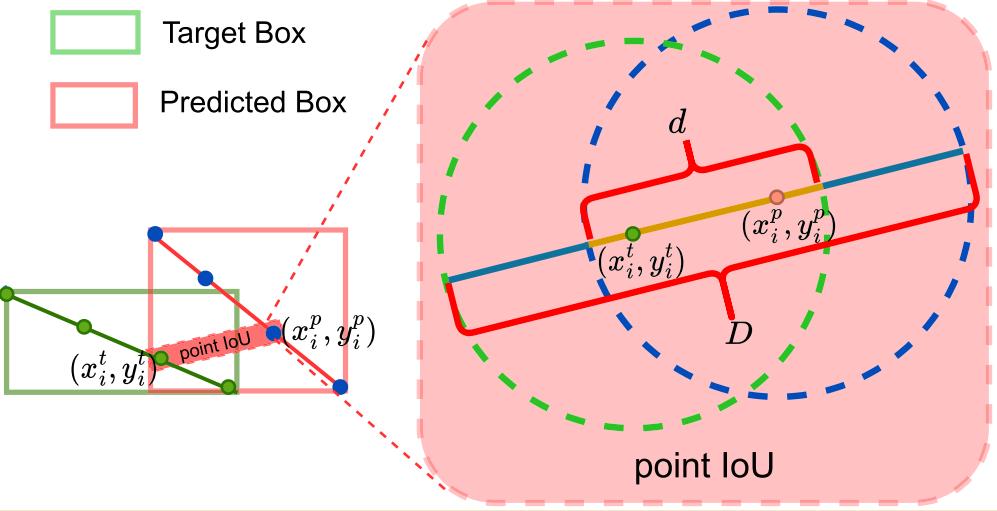 Target Box
Predicted Box
d
(x_i^p, y_i^p)
(x_i^t, y_i^t)
D
point IoU
(x_i^p, y_i^p)
point IoU
(x_i^t, y_i^t)